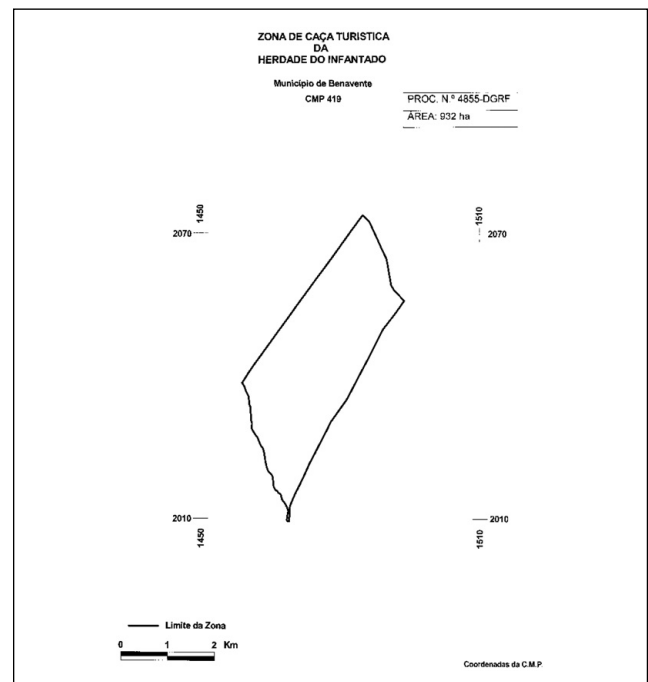 ZONA DE CAÇA TURISTICA
DA
HERDADE DO INFANTADO
Município de Benavente
CMP 419
PROC. N.º 4855-DGRF
ÁREA: 932 ha
1450
1510
2070
2070
2010
2010
1450
1510
Limite da Zona
0 1 2 Km
Coordenadas da C.M.P.